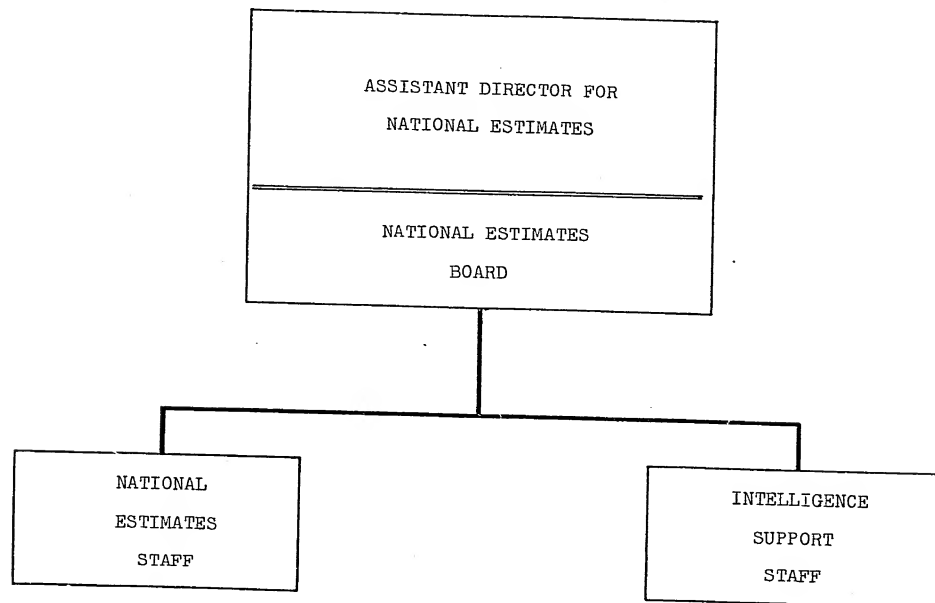 ASSISTANT DIRECTOR FOR
NATIONAL ESTIMATES
NATIONAL ESTIMATES
BOARD
NATIONAL
ESTIMATES
STAFF
INTELLIGENCE
SUPPORT
STAFF